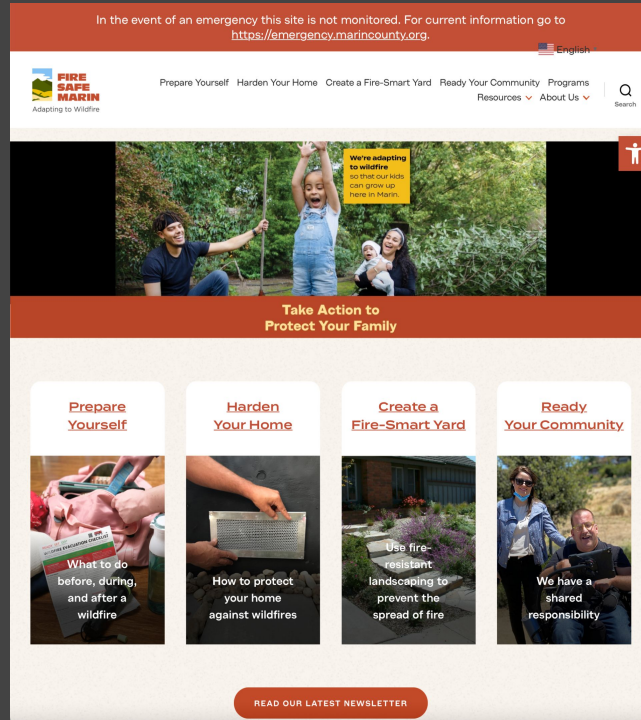 In the event of an emergency this site is not monitored. For current information go to
https://emergency.marincounty.org.
English
FIRE
SAFE
MARIN
Adapting to Wildfire
Prepare Yourself Harden Your Home Create a Fire-Smart Yard Ready Your Community Programs
Resources About Us
Search
We're adapting
to wildfire
so that our kids
can grow up
here in Marin.
Take Action to
Protect Your Family
Prepare
Yourself
Harden
Your Home
Create a
Fire-Smart Yard
Ready
Your Community
WILDFIRE EVACUATION CHECKLIST
What to do
before, during,
and after a
wildfire
How to protect
your home
against wildfires
Use fire-
resistant
landscaping to
prevent the
spread of fire
We have a
shared
responsibility
READ OUR LATEST NEWSLETTER